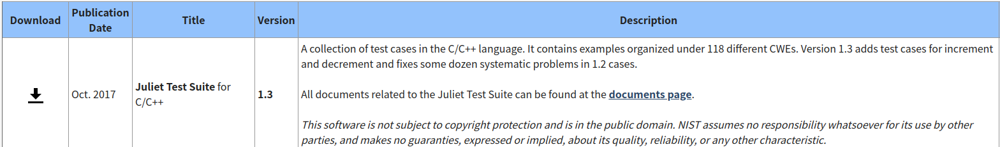 Download
Publication
Date
Title
Version
Description
Oct. 2017
Juliet Test Suite for
C/C++
1.3
A collection of test cases in the C/C++ language. It contains examples organized under 118 different CWEs. Version 1.3 adds test cases for increment
and decrement and fixes some dozen systematic problems in 1.2 cases.
All documents related to the Juliet Test Suite can be found at the documents page.
This software is not subject to copyright protection and is in the public domain. NIST assumes no responsibility whatsoever for its use by other
parties, and makes no guaranties, expressed or implied, about its quality, reliability, or any other characteristic.